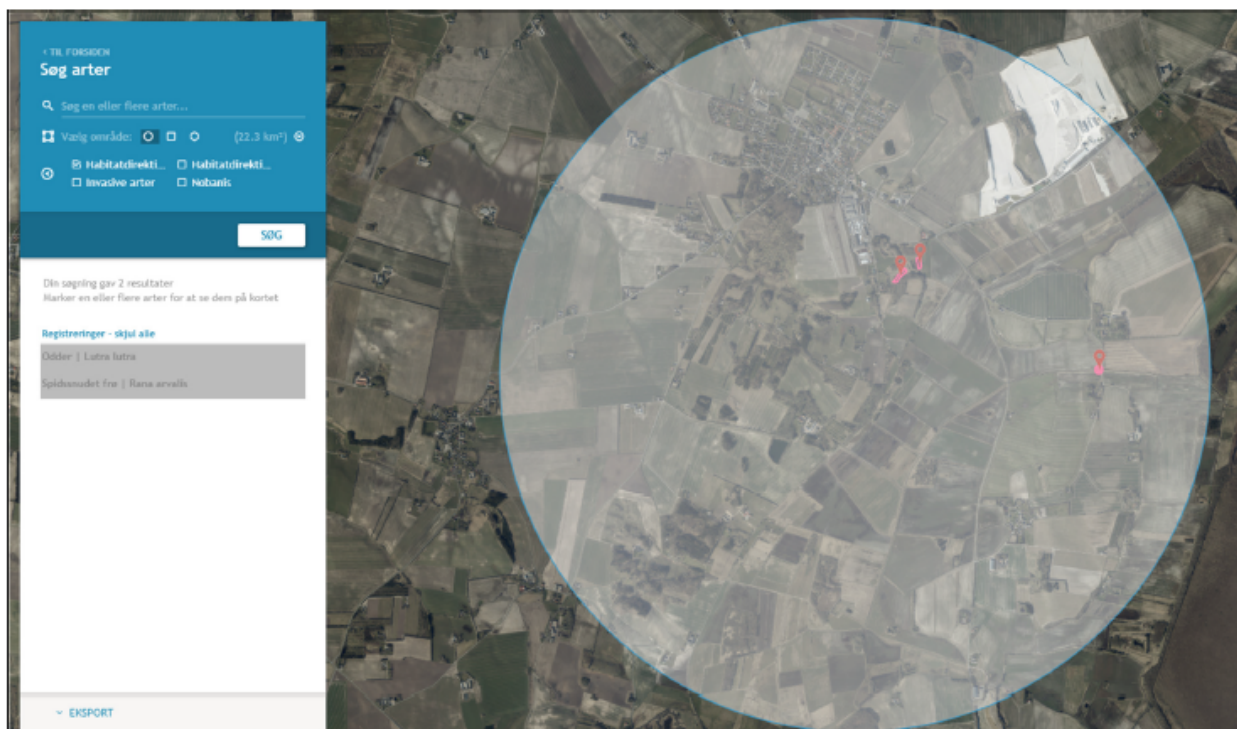 ‹ TIL FORSIDEN
Søg arter
Søg en eller flere arter...
Vælg område: (22.3 km²)
Habitatdirekti... Habitatdirekti...
Invasive arter Nobanis
SØG
Din søgning gav 2 resultater
Marker en eller flere arter for at se dem på kortet
Registreringer - skjul alle
Odder | Lutra lutra
Spidssnudet frø | Rana arvalis
EKSPORT